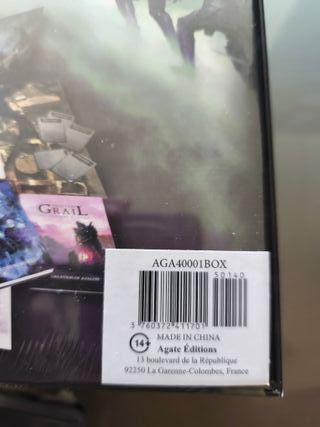 GRAIL
AGA40001BOX
50140
3 760372 411701
14+
MADE IN CHINA
Agate Éditions
13 boulevard de la République
92250 La Garenne-Colombes, France